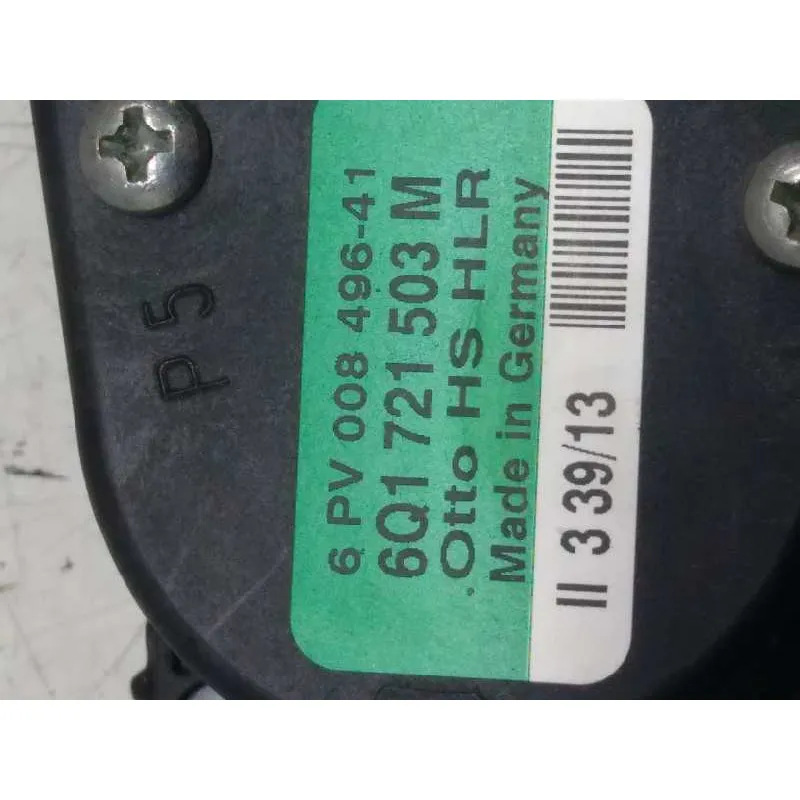 6 PV 008 496-41
6Q1 721 503 M
.Otto HS HLR
Made in Germany
II 3 39/13
P5